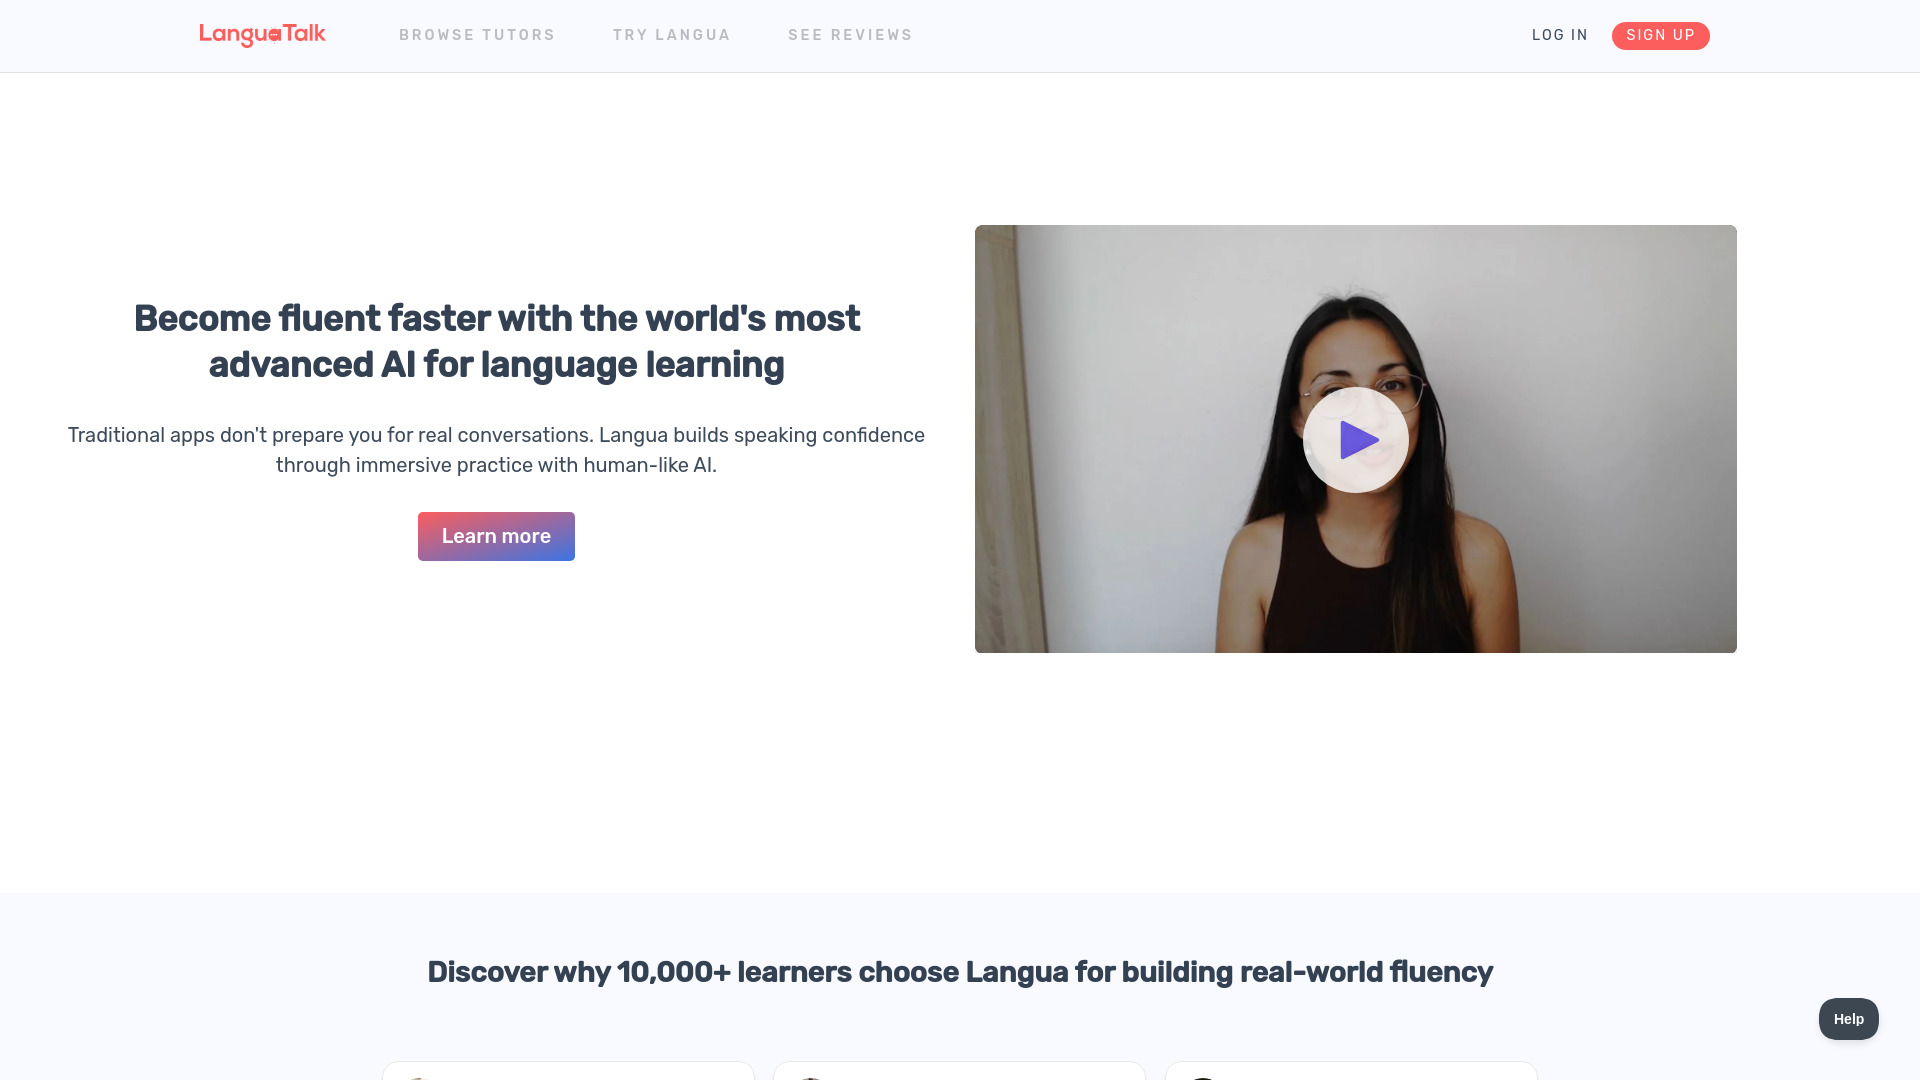 LanguaTalk
BROWSE TUTORS
TRY LANGUA
SEE REVIEWS
LOG IN
SIGN UP
Become fluent faster with the world's most
advanced AI for language learning
Traditional apps don't prepare you for real conversations. Langua builds speaking confidence
through immersive practice with human-like AI.
Learn more
Discover why 10,000+ learners choose Langua for building real-world fluency
Help